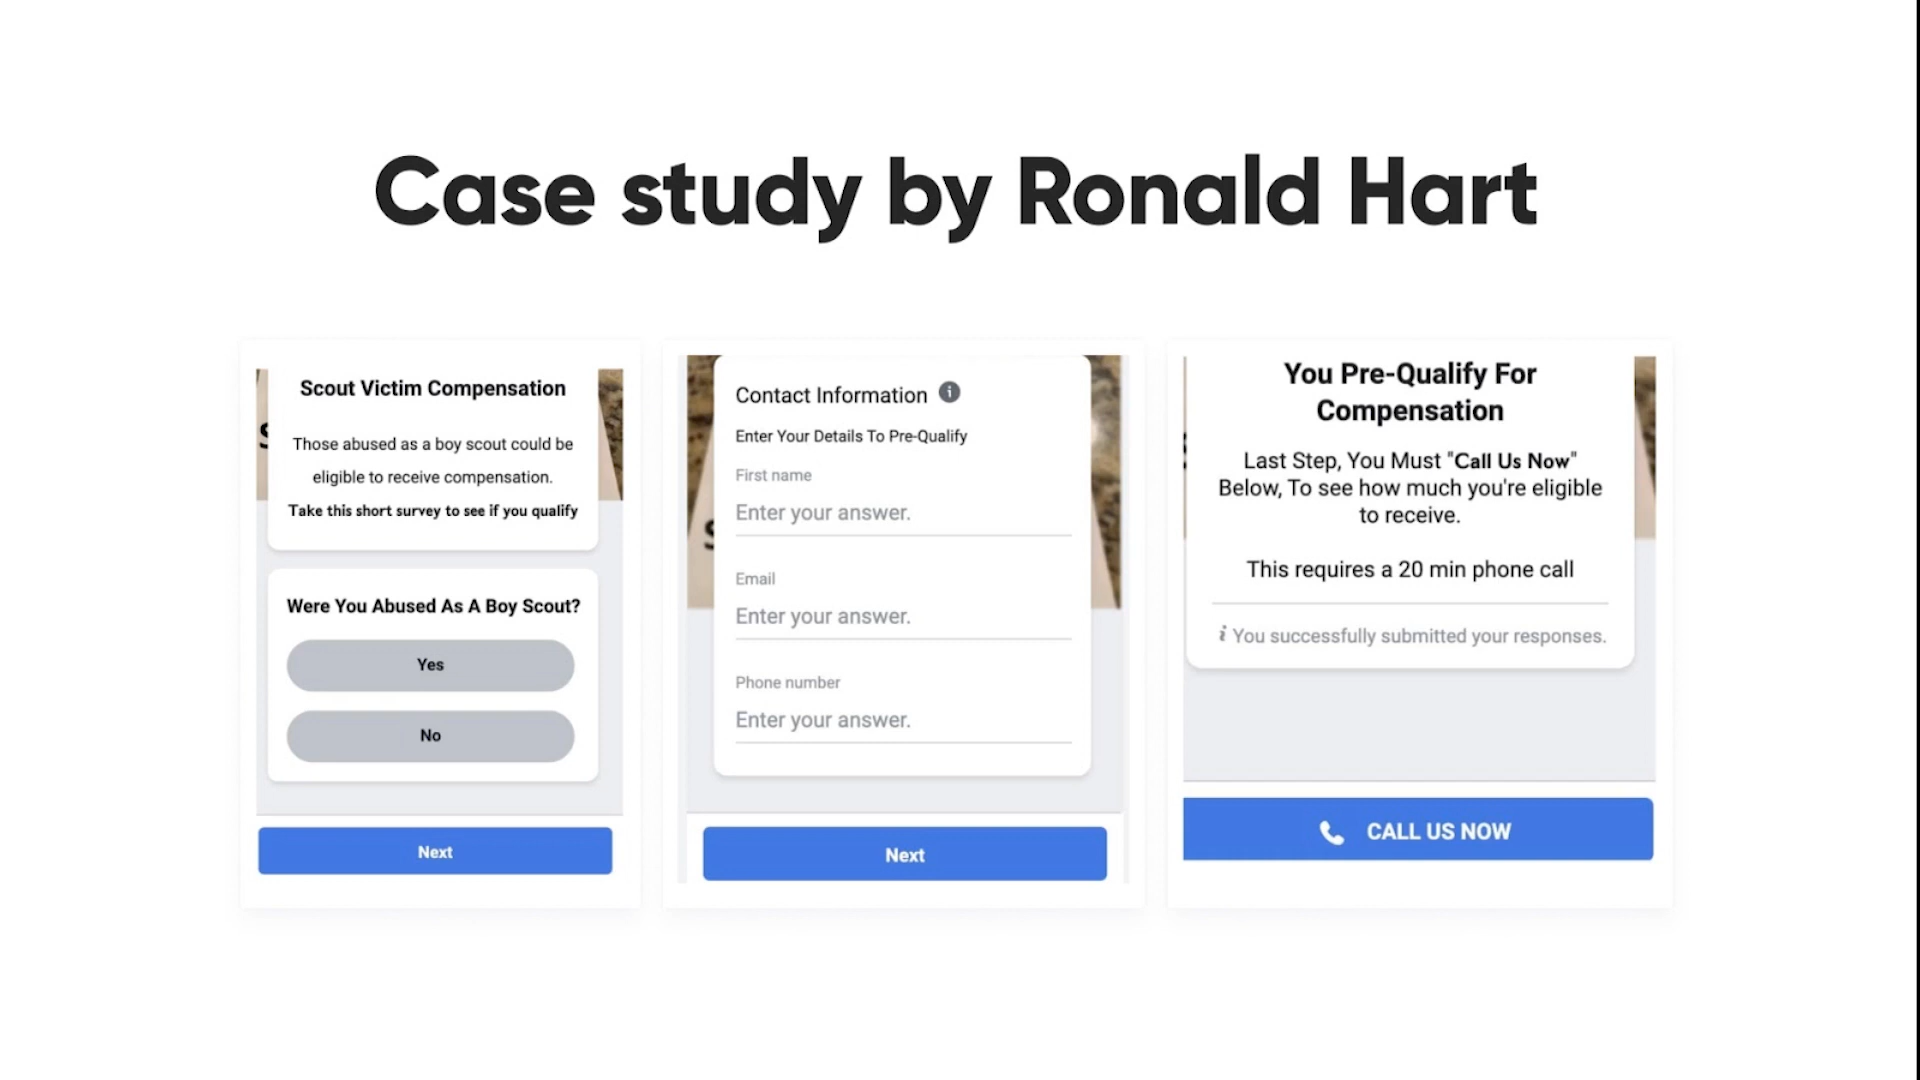 Case study by Ronald Hart
Scout Victim Compensation
Those abused as a boy scout could be
eligible to receive compensation.
Take this short survey to see if you qualify
Were You Abused As A Boy Scout?
Yes
No
Next
Contact Information
Enter Your Details To Pre-Qualify
First name
Enter your answer.
Email
Enter your answer.
Phone number
Enter your answer.
Next
You Pre-Qualify For
Compensation
Last Step, You Must "Call Us Now"
Below, To see how much you're eligible
to receive.
This requires a 20 min phone call
i You successfully submitted your responses.
CALL US NOW